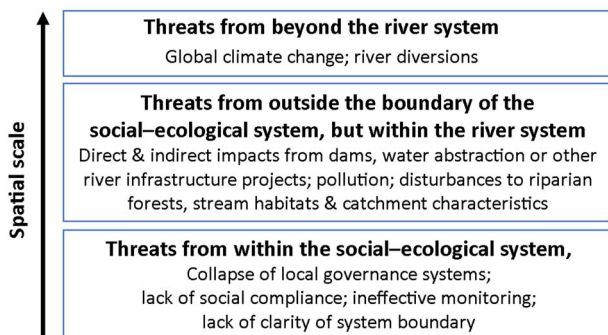 Spatial scale
Threats from beyond the river system
Global climate change; river diversions
Threats from outside the boundary of the
social–ecological system, but within the river system
Direct & indirect impacts from dams, water abstraction or other
river infrastructure projects; pollution; disturbances to riparian
forests, stream habitats & catchment characteristics
Threats from within the social–ecological system,
Collapse of local governance systems;
lack of social compliance; ineffective monitoring;
lack of clarity of system boundary